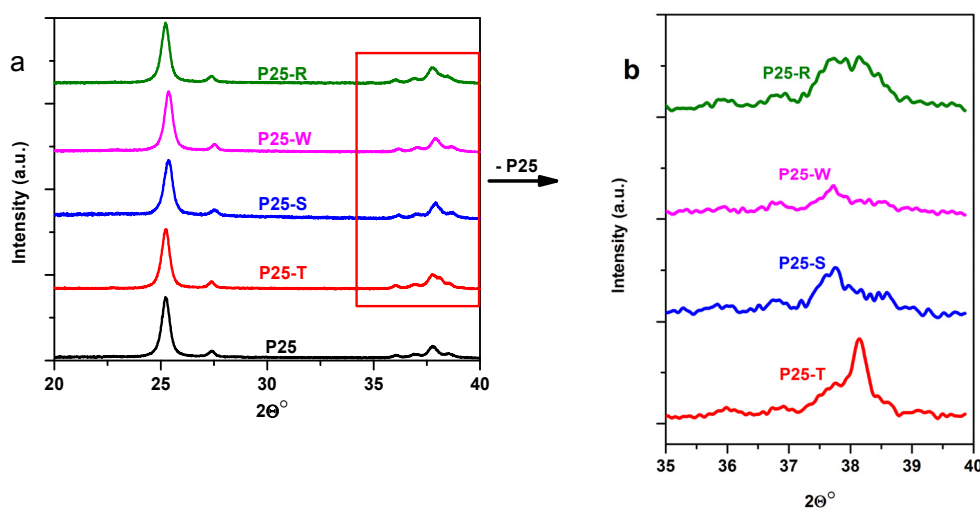 a
P25-R
P25-W
P25-S
P25-T
P25
Intensity (a.u.)
20 25 30 35 40
2Θ°
- P25
b
P25-R
P25-W
P25-S
P25-T
Intensity (a.u.)
35 36 37 38 39 40
2Θ°